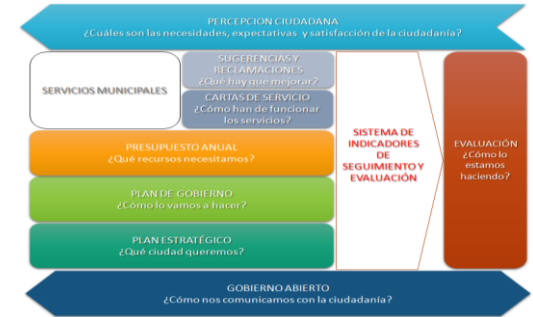 PERCEPCION CIUDADANA
¿Cuáles son las necesidades, expectativas y satisfacción de la ciudadanía?
SERVICIOS MUNICIPALES
SUGERENCIAS Y
RECLAMACIONES
¿Qué hay que mejorar?
CARTAS DE SERVICIO
¿Cómo han de funcionar
los servicios?
PRESUPUESTO ANUAL
¿Qué recursos necesitamos?
PLAN DE GOBIERNO
¿Cómo lo vamos a hacer?
PLAN ESTRATÉGICO
¿Qué ciudad queremos?
SISTEMA DE
INDICADORES
DE
SEGUIMIENTO Y
EVALUACIÓN
EVALUACIÓN
¿Cómo lo
estamos
haciendo?
GOBIERNO ABIERTO
¿Cómo nos comunicamos con la ciudadanía?